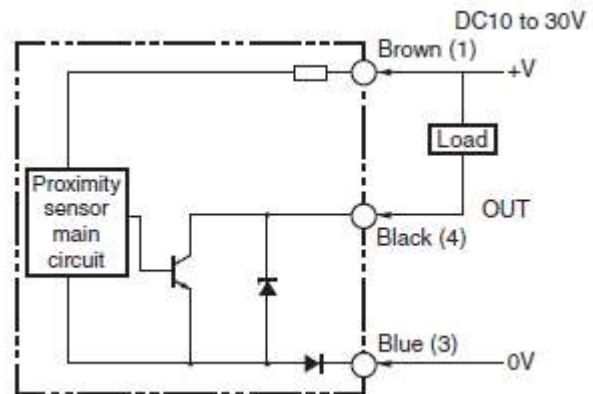 DC10 to 30V
Brown (1)
+V
Load
Proximity
sensor
main
circuit
OUT
Black (4)
Blue (3)
0V